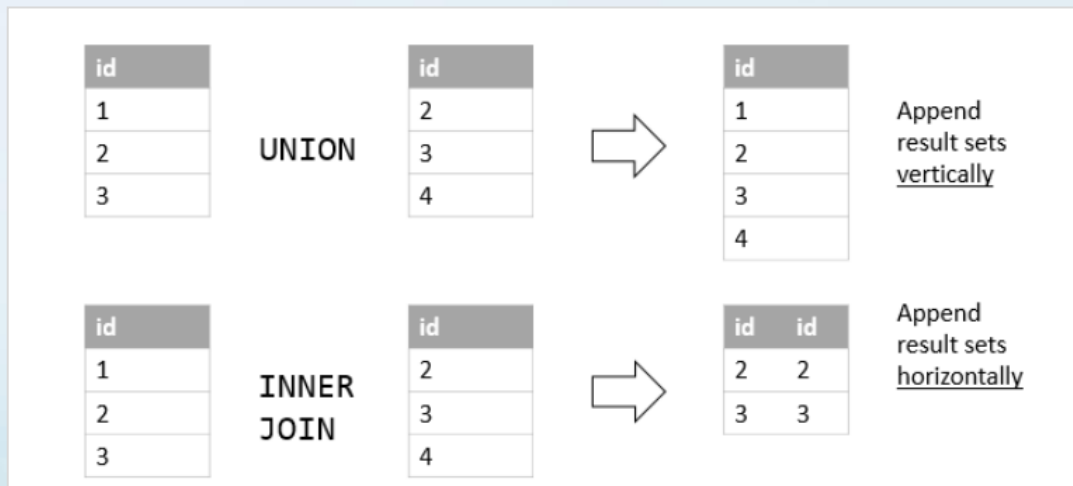 id id id
1 2 1
2 UNION 3 2
3 4 3
4
Append
result sets
vertically
id id id id
1 2 2 2
2 INNER 3 3 3
3 JOIN 4
Append
result sets
horizontally